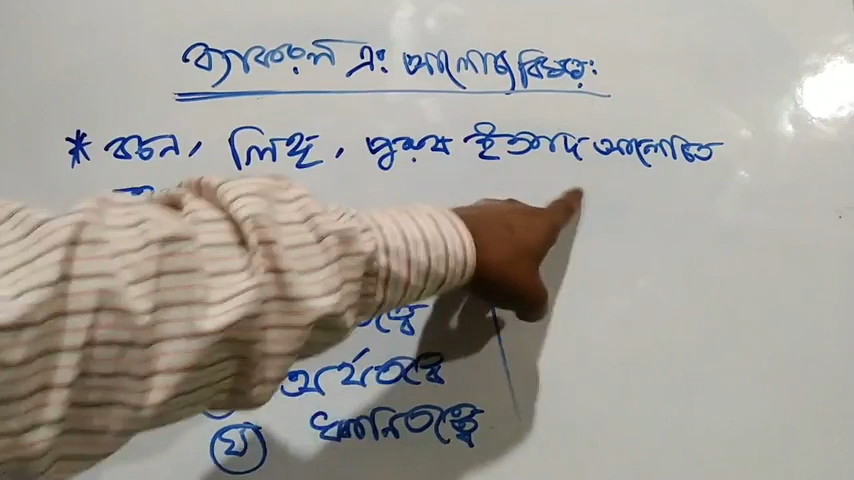 ব্যাকরণ এর আলোচ্য বিষয়:
* বচন, লিঙ্গ, পুরুষ ইত্যাদি আলোচিত
অর্থতত্ত্বে
ঘ ধ্বনিতত্ত্বে